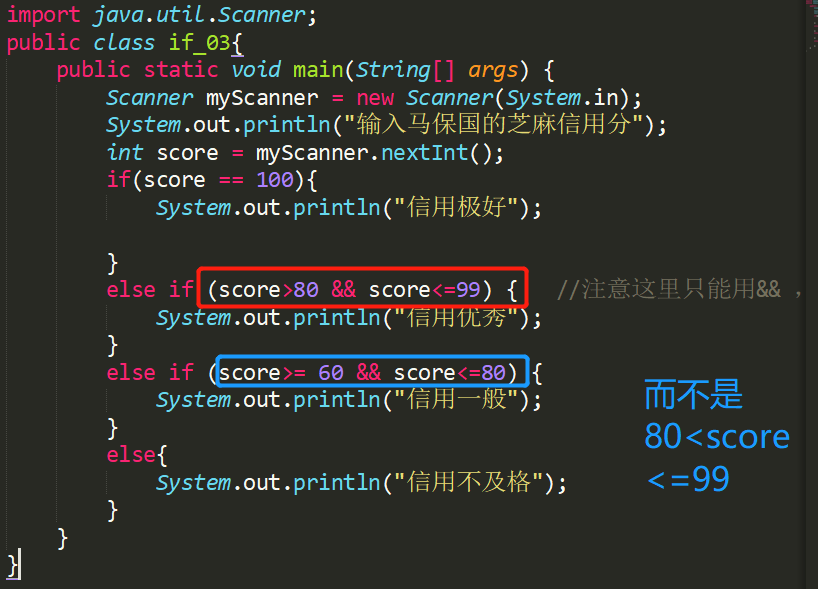 import java.util.Scanner;
public class if_03{
public static void main(String[] args) {
Scanner myScanner = new Scanner(System.in);
System.out.println("输入马保国的芝麻信用分");
int score = myScanner.nextInt();
if(score == 100){
System.out.println("信用极好");
}
else if (score>80 && score<=99) { //注意这里只能用&& ，
System.out.println("信用优秀");
}
else if (score>= 60 && score<=80) {
System.out.println("信用一般");
}
else{
System.out.println("信用不及格");
}
}
}
而不是
80<score
<=99